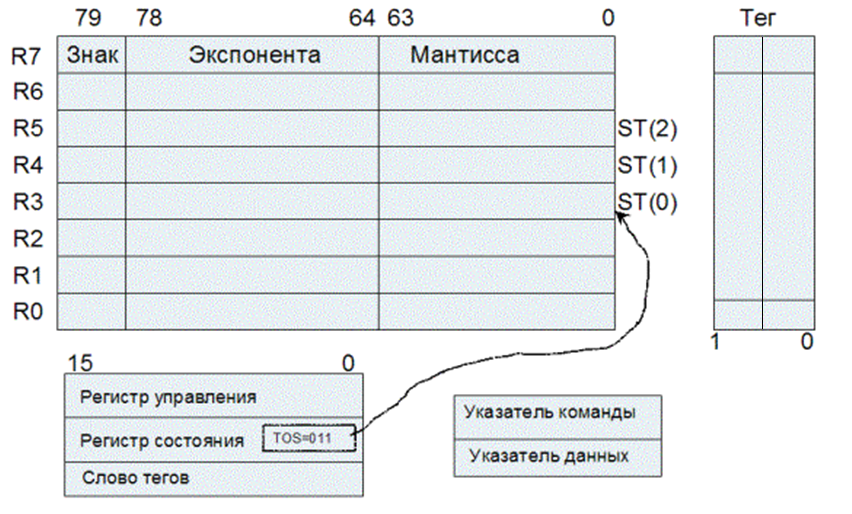 79 78 64 63 0 Тег
R7 Знак Экспонента Мантисса
R6
R5 ST(2)
R4 ST(1)
R3 ST(0)
R2
R1
R0
1 0
15 0
Регистр управления
Регистр состояния TOS=011
Слово тегов
Указатель команды
Указатель данных